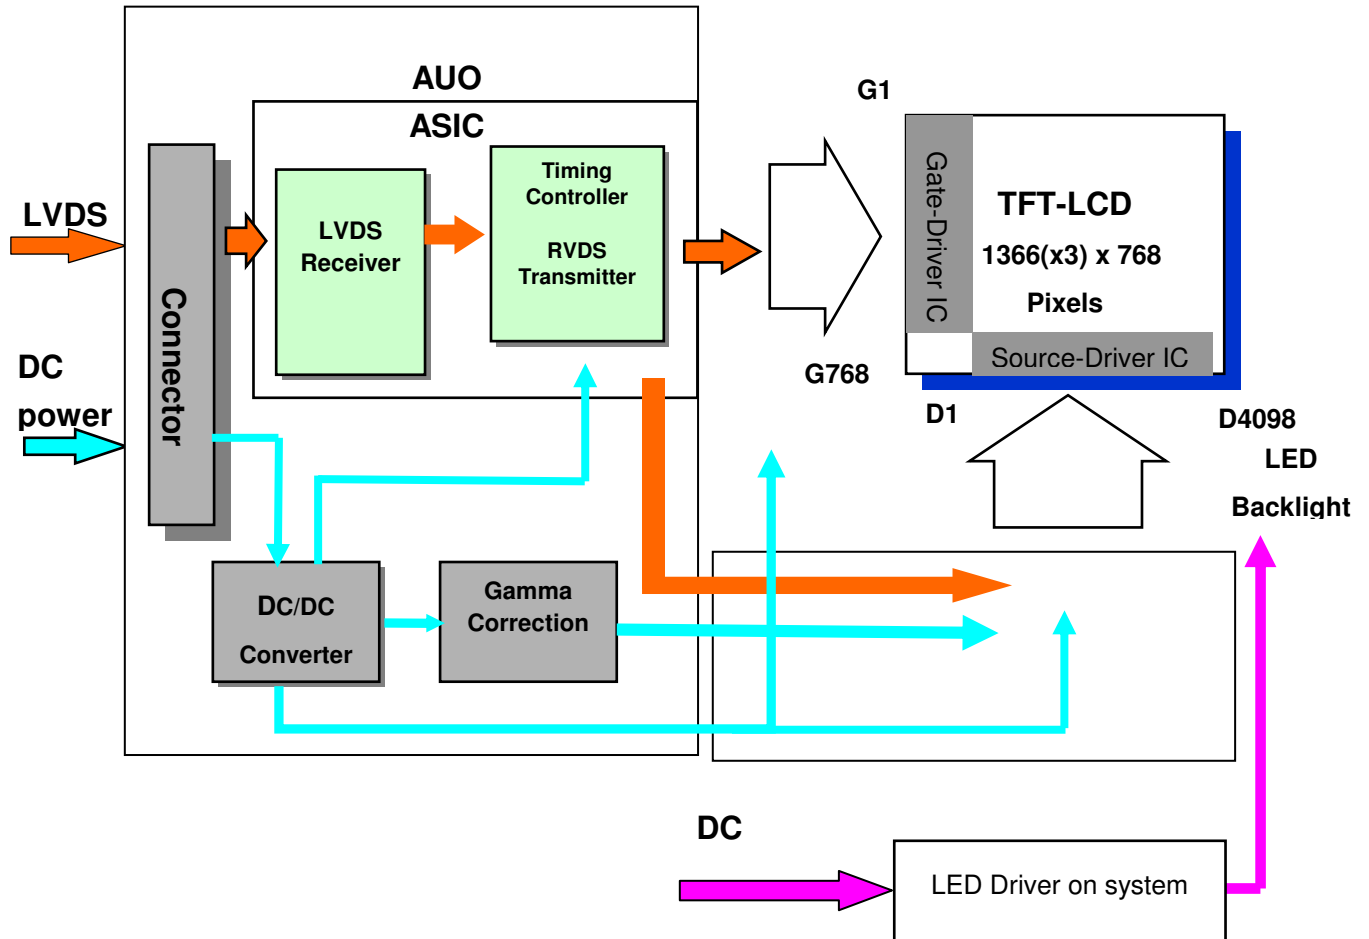 AUO
ASIC
G1
LVDS
Connector
LVDS
Receiver
Timing
Controller
RVDS
Transmitter
Gate-Driver IC
TFT-LCD
1366(x3) x 768
Pixels
Source-Driver IC
DC
power
G768
D1
D4098
LED
Backlight
DC/DC
Converter
Gamma
Correction
DC
LED Driver on system